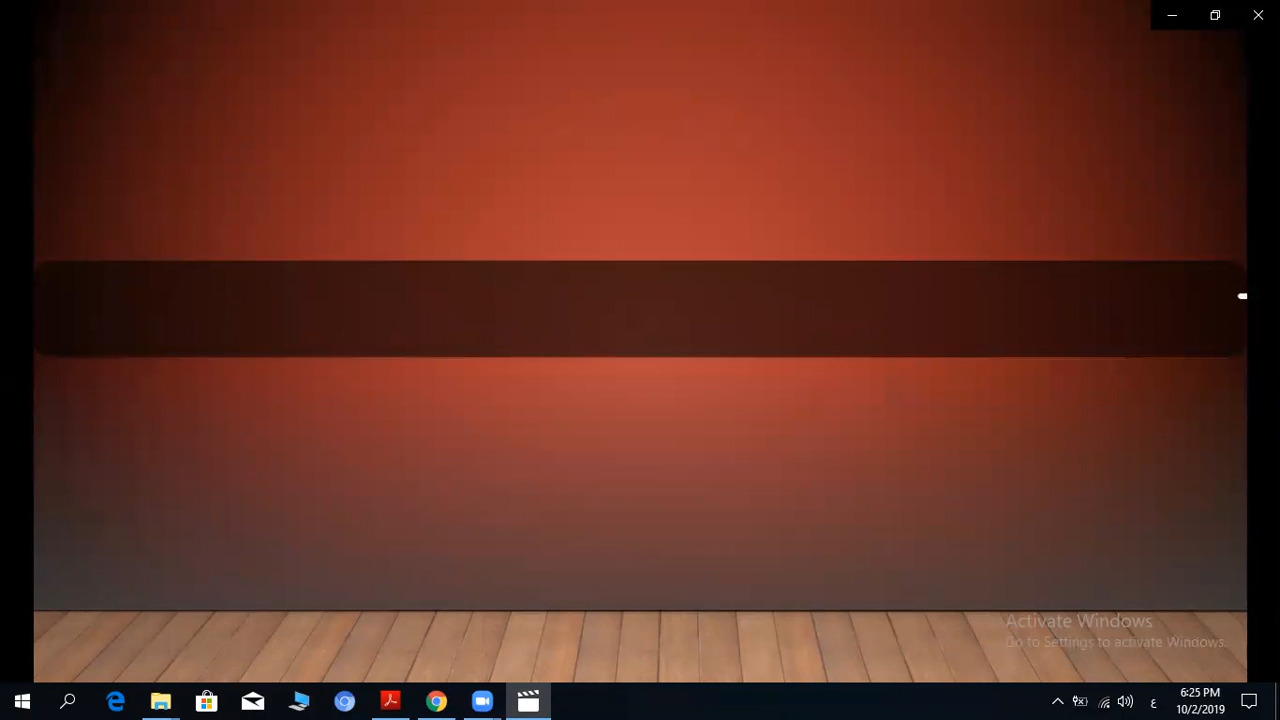 Activate Windows
Go to Settings to activate Windows.
ع
6:25 PM
10/2/2019